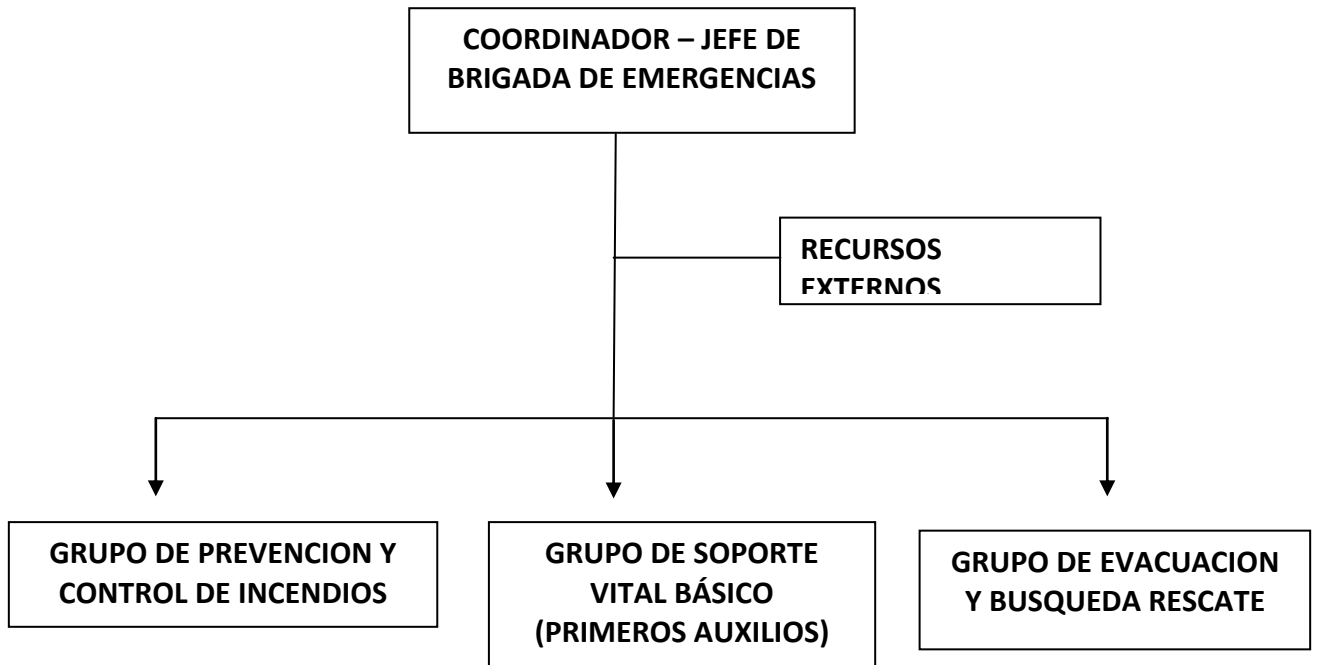 COORDINADOR – JEFE DE
BRIGADA DE EMERGENCIAS
RECURSOS
EXTERNOS
GRUPO DE PREVENCION Y
CONTROL DE INCENDIOS
GRUPO DE SOPORTE
VITAL BÁSICO
(PRIMEROS AUXILIOS)
GRUPO DE EVACUACION
Y BUSQUEDA RESCATE